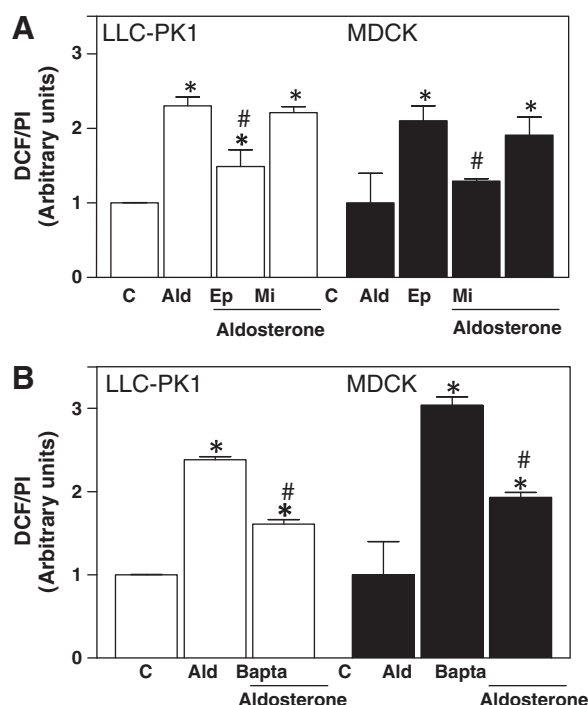 A
LLC-PK1 MDCK
DCF/PI
(Arbitrary units)
3
2
1
0
* # * * * # *
C Ald Ep Mi C Ald Ep Mi
Aldosterone Aldosterone
B
LLC-PK1 MDCK
DCF/PI
(Arbitrary units)
3
2
1
0
* # * * # *
C Ald Bapta C Ald Bapta
Aldosterone Aldosterone